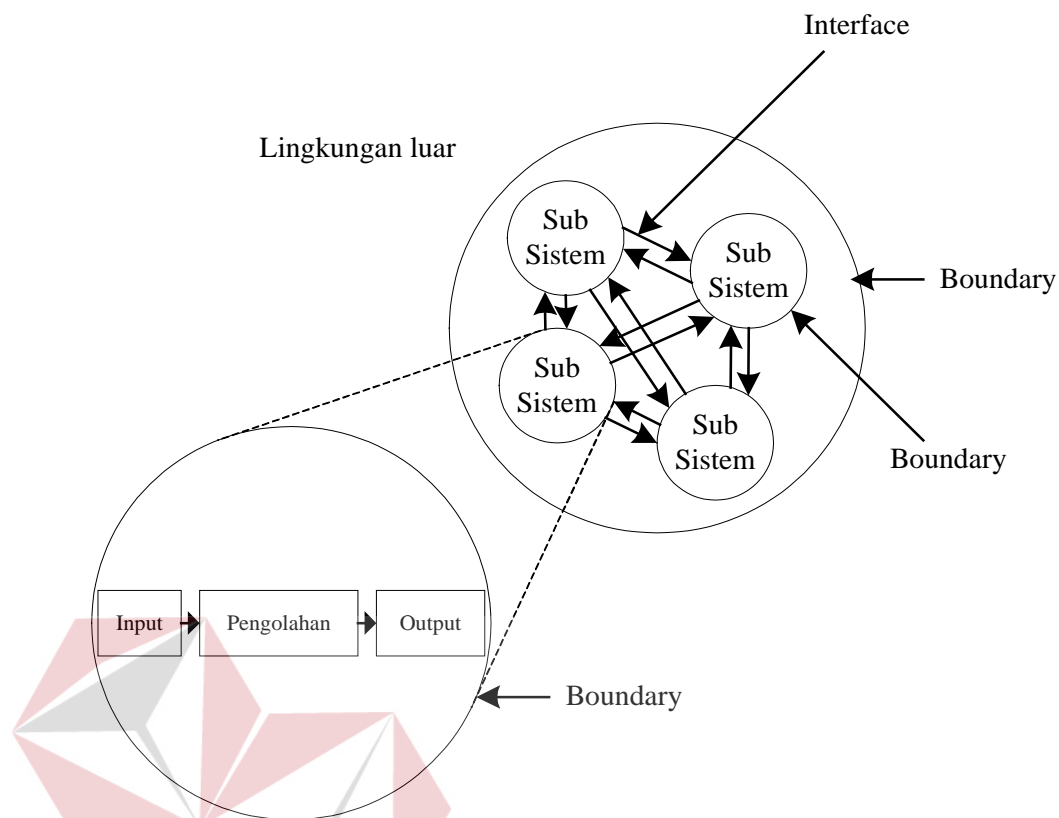 Interface
Lingkungan luar
Sub
Sistem
Sub
Sistem
Boundary
Sub
Sistem
Sub
Sistem
Boundary
Input
Pengolahan
Output
Boundary